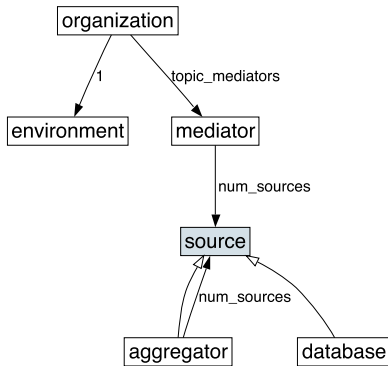 organization
1
topic_mediators
environment
mediator
num_sources
source
num_sources
aggregator
database